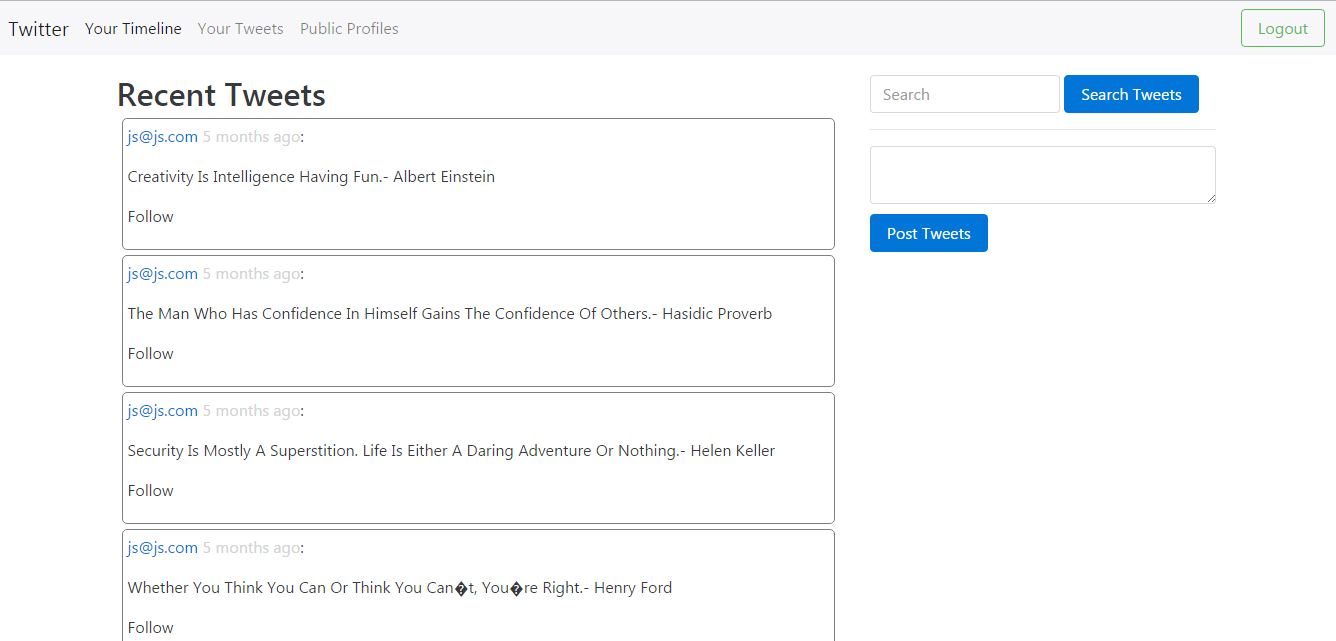 Twitter Your Timeline Your Tweets Public Profiles Logout
Recent Tweets
js@js.com 5 months ago:
Creativity Is Intelligence Having Fun.- Albert Einstein
Follow
js@js.com 5 months ago:
The Man Who Has Confidence In Himself Gains The Confidence Of Others.- Hasidic Proverb
Follow
js@js.com 5 months ago:
Security Is Mostly A Superstition. Life Is Either A Daring Adventure Or Nothing.- Helen Keller
Follow
js@js.com 5 months ago:
Whether You Think You Can Or Think You Can�t, You�re Right.- Henry Ford
Follow
Search Search Tweets
Post Tweets